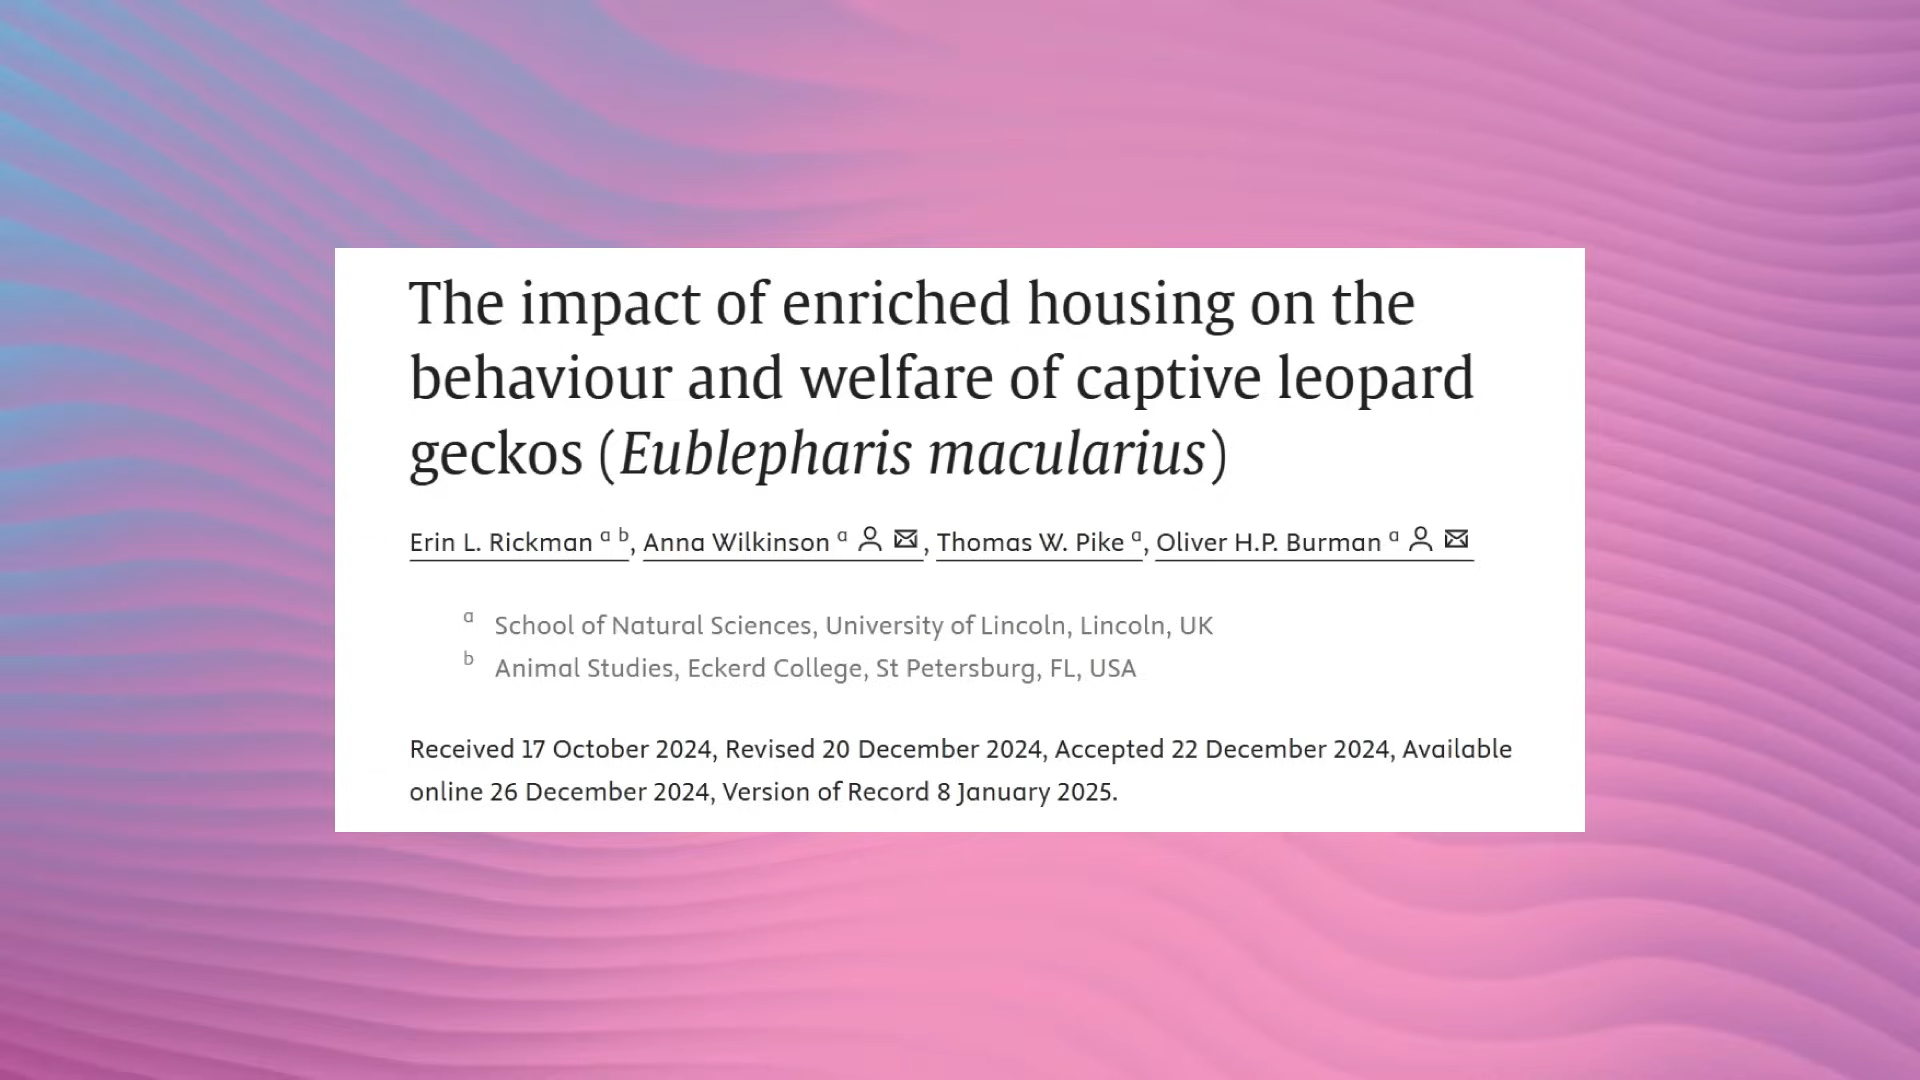 The impact of enriched housing on the
behaviour and welfare of captive leopard
geckos (Eublepharis macularius)
Erin L. Rickman a b, Anna Wilkinson a, Thomas W. Pike a, Oliver H.P. Burman a
a School of Natural Sciences, University of Lincoln, Lincoln, UK
b Animal Studies, Eckerd College, St Petersburg, FL, USA
Received 17 October 2024, Revised 20 December 2024, Accepted 22 December 2024, Available
online 26 December 2024, Version of Record 8 January 2025.